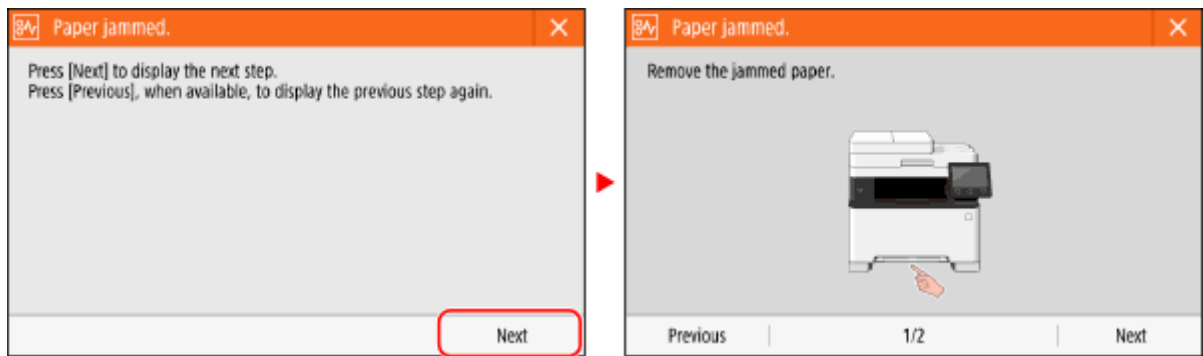 Paper jammed.
Press [Next] to display the next step.
Press [Previous], when available, to display the previous step again.
Next
Paper jammed.
Remove the jammed paper.
Previous
1/2
Next